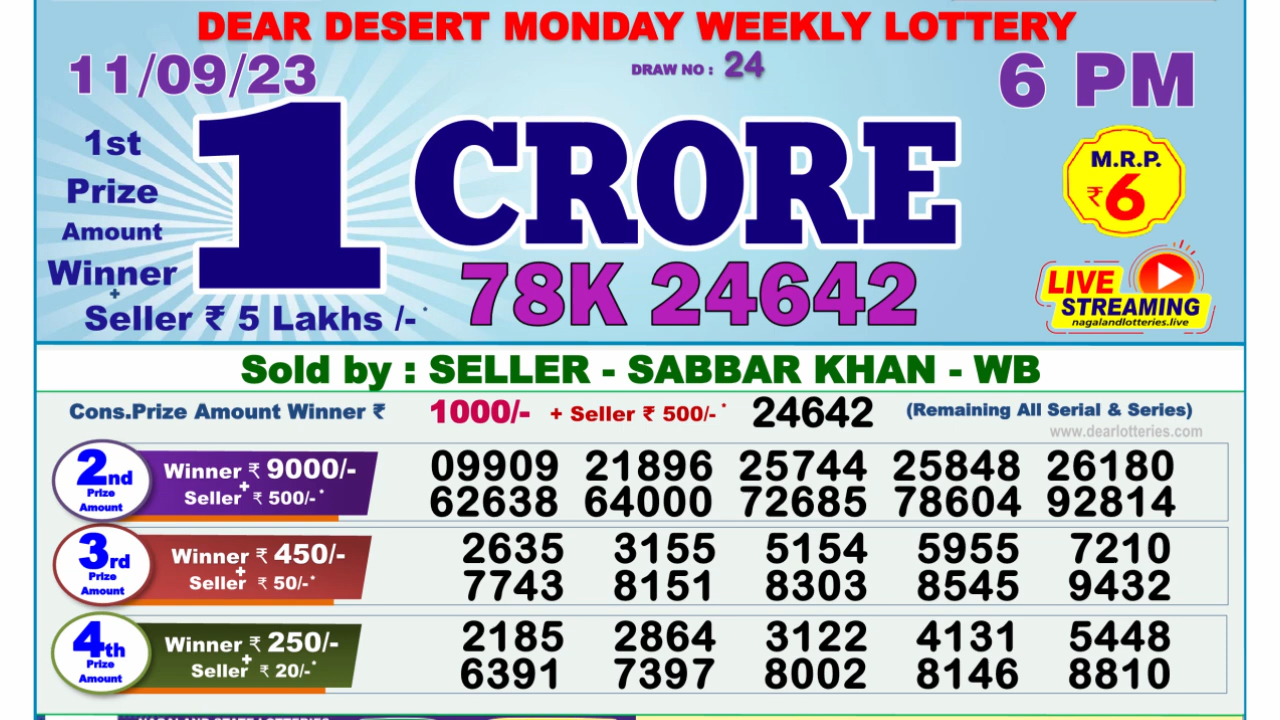 DEAR DESERT MONDAY WEEKLY LOTTERY
11/09/23
DRAW NO : 24
6 PM
1st
Prize
Amount
Winner
+
Seller ₹ 5 Lakhs /-*
1 CRORE
78K 24642
M.R.P.
₹6
LIVE
STREAMING
nagalandlotteries.live
Sold by : SELLER - SABBAR KHAN - WB
Cons.Prize Amount Winner ₹ 1000/- + Seller ₹ 500/-* 24642 (Remaining All Serial & Series)
www.dearlotteries.com
2nd
Prize
Amount
Winner ₹ 9000/-
+
Seller ₹ 500/-*
09909 21896 25744 25848 26180
62638 64000 72685 78604 92814
3rd
Prize
Amount
Winner ₹ 450/-
+
Seller ₹ 50/-*
2635 3155 5154 5955 7210
7743 8151 8303 8545 9432
4th
Prize
Amount
Winner ₹ 250/-
+
Seller ₹ 20/-*
2185 2864 3122 4131 5448
6391 7397 8002 8146 8810
NAGALAND STATE LOTTERIES